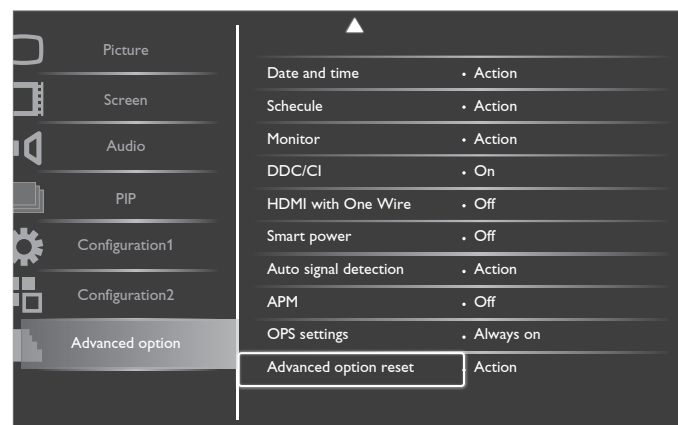 Picture
Screen
Audio
PIP
Configuration1
Configuration2
Advanced option
Date and time • Action
Schecule • Action
Monitor • Action
DDC/CI • On
HDMI with One Wire • Off
Smart power • Off
Auto signal detection • Action
APM • Off
OPS settings • Always on
Advanced option reset • Action